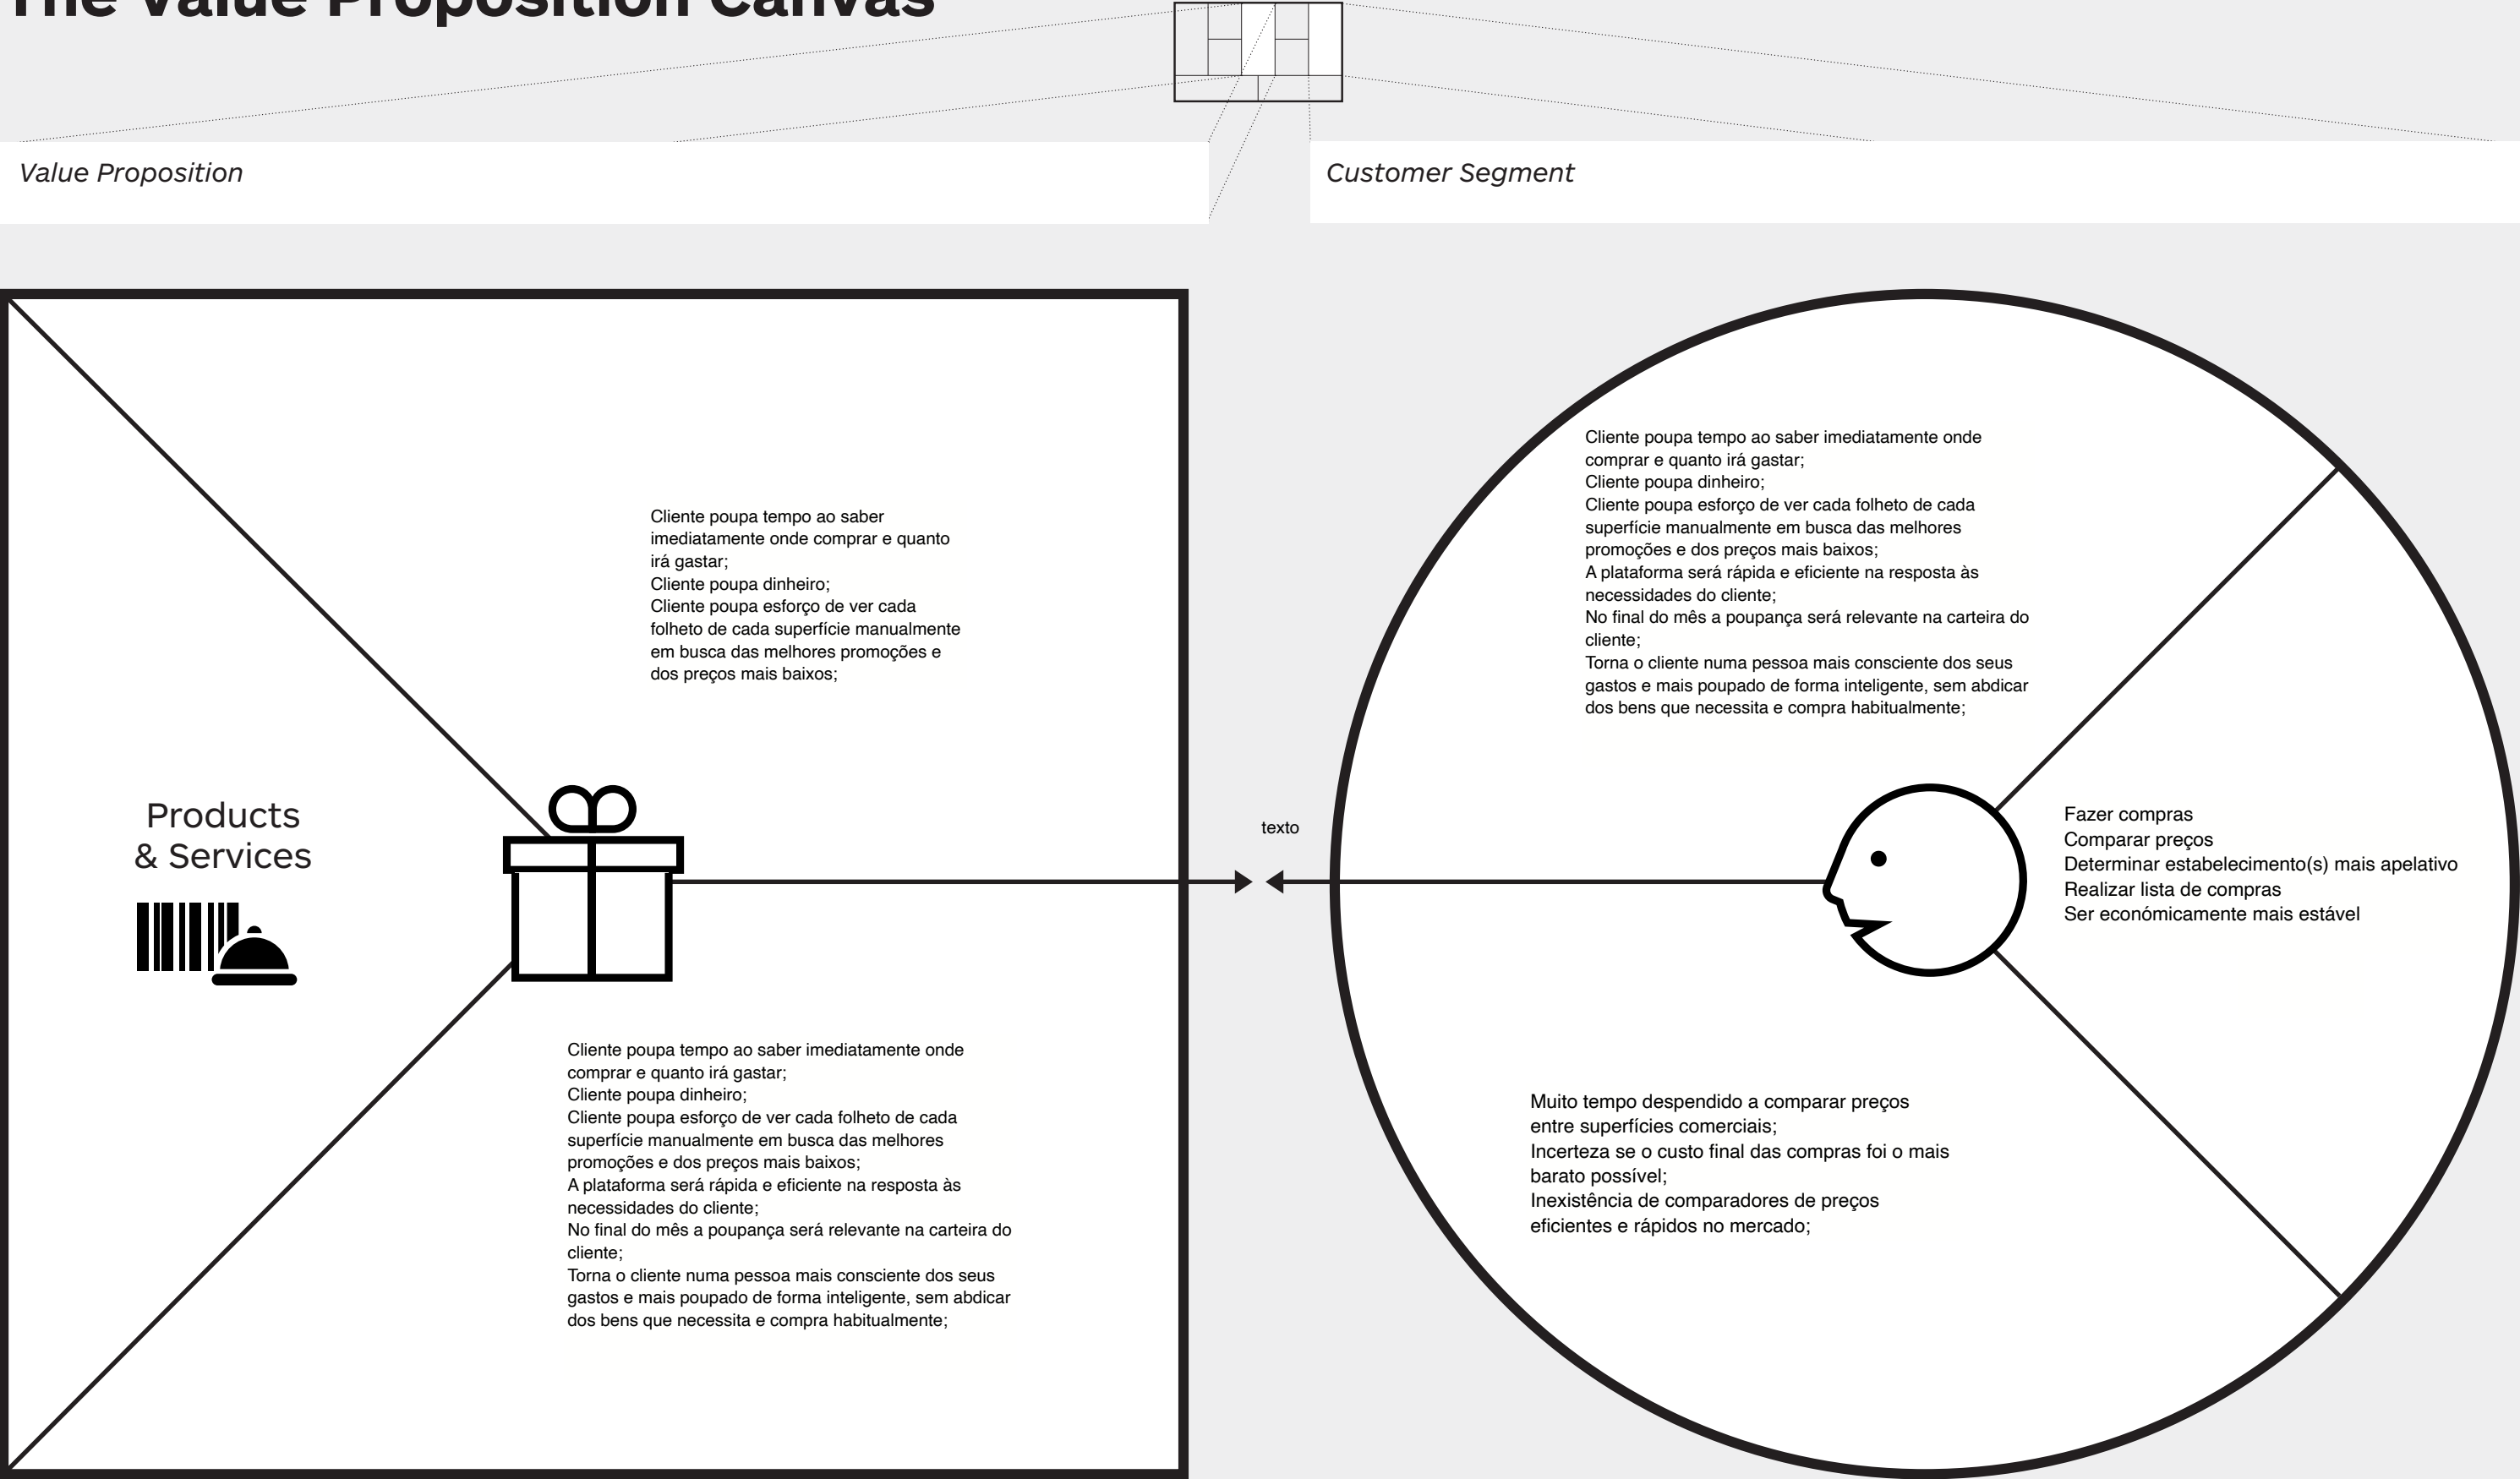 The Value Proposition Canvas
Value Proposition
Customer Segment
Cliente poupa tempo ao saber
imediatamente onde comprar e quanto
irá gastar;
Cliente poupa dinheiro;
Cliente poupa esforço de ver cada
folheto de cada superfície manualmente
em busca das melhores promoções e
dos preços mais baixos;
Products
& Services
Cliente poupa tempo ao saber imediatamente onde
comprar e quanto irá gastar;
Cliente poupa dinheiro;
Cliente poupa esforço de ver cada folheto de cada
superfície manualmente em busca das melhores
promoções e dos preços mais baixos;
A plataforma será rápida e eficiente na resposta às
necessidades do cliente;
No final do mês a poupança será relevante na carteira do
cliente;
Torna o cliente numa pessoa mais consciente dos seus
gastos e mais poupado de forma inteligente, sem abdicar
dos bens que necessita e compra habitualmente;
texto
Cliente poupa tempo ao saber imediatamente onde
comprar e quanto irá gastar;
Cliente poupa dinheiro;
Cliente poupa esforço de ver cada folheto de cada
superfície manualmente em busca das melhores
promoções e dos preços mais baixos;
A plataforma será rápida e eficiente na resposta às
necessidades do cliente;
No final do mês a poupança será relevante na carteira do
cliente;
Torna o cliente numa pessoa mais consciente dos seus
gastos e mais poupado de forma inteligente, sem abdicar
dos bens que necessita e compra habitualmente;
Fazer compras
Comparar preços
Determinar estabelecimento(s) mais apelativo
Realizar lista de compras
Ser económicamente mais estável
Muito tempo despendido a comparar preços
entre superfícies comerciais;
Incerteza se o custo final das compras foi o mais
barato possível;
Inexistência de comparadores de preços
eficientes e rápidos no mercado;